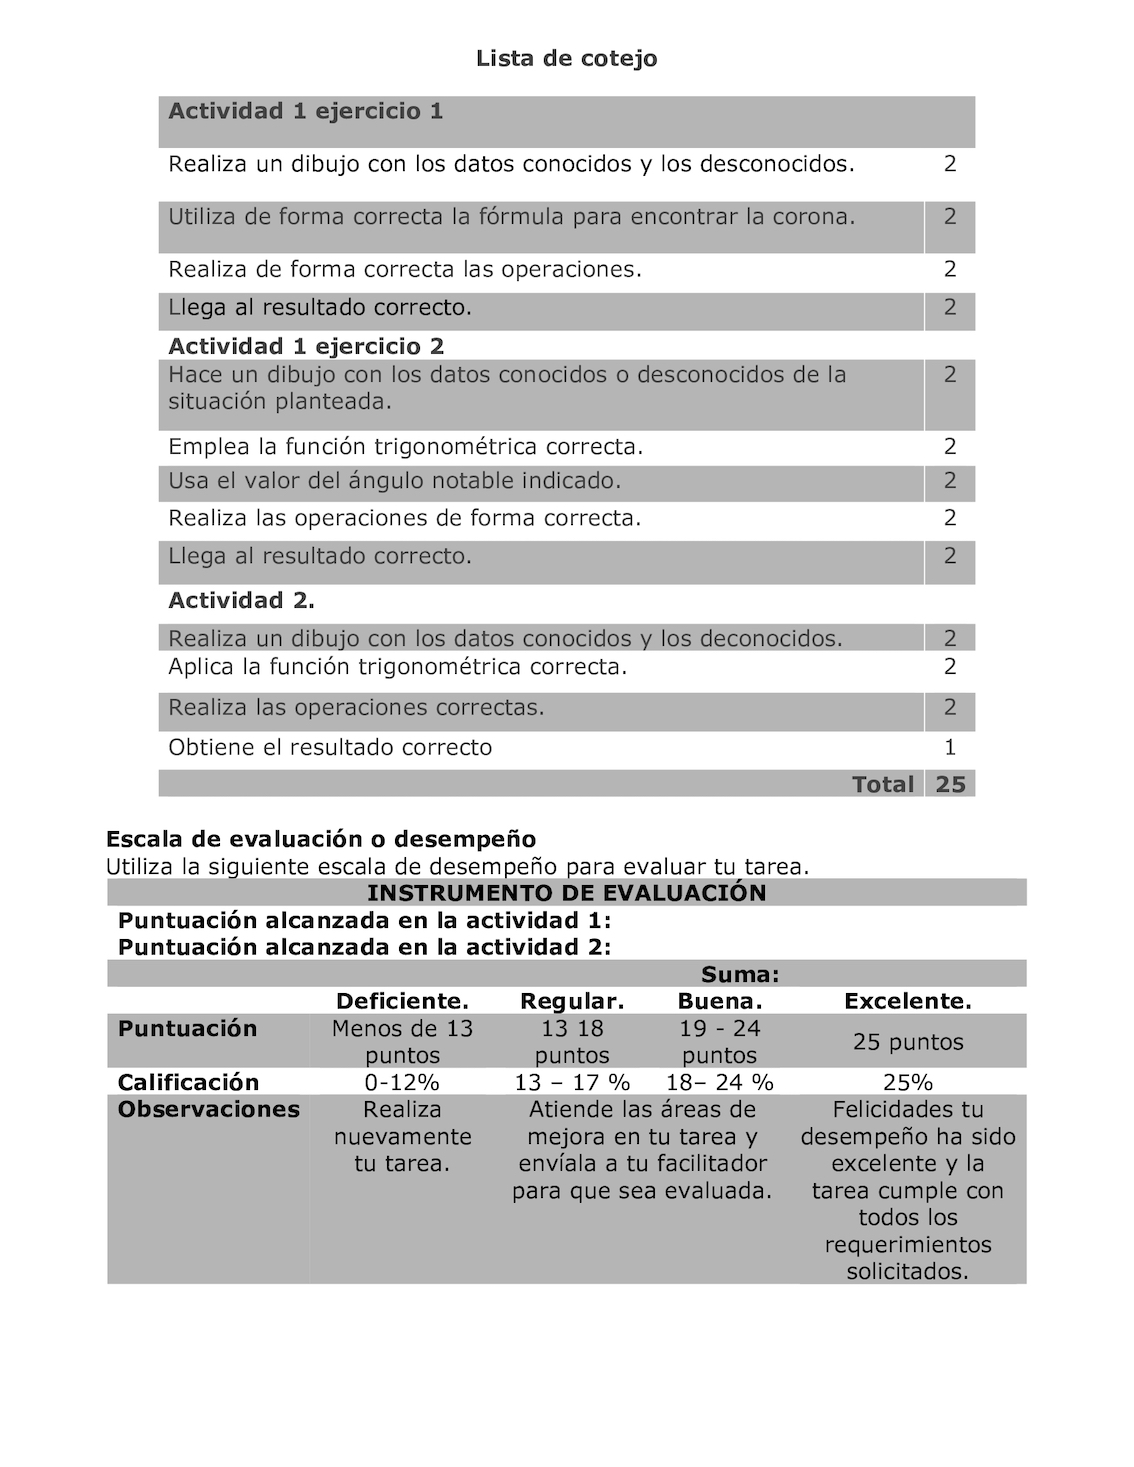 Lista de cotejo
Actividad 1 ejercicio 1
Realiza un dibujo con los datos conocidos y los desconocidos. 2
Utiliza de forma correcta la fórmula para encontrar la corona. 2
Realiza de forma correcta las operaciones. 2
Llega al resultado correcto. 2
Actividad 1 ejercicio 2
Hace un dibujo con los datos conocidos o desconocidos de la 2
situación planteada.
Emplea la función trigonométrica correcta. 2
Usa el valor del ángulo notable indicado. 2
Realiza las operaciones de forma correcta. 2
Llega al resultado correcto. 2
Actividad 2.
Realiza un dibujo con los datos conocidos y los deconocidos. 2
Aplica la función trigonométrica correcta. 2
Realiza las operaciones correctas. 2
Obtiene el resultado correcto 1
Total 25
Escala de evaluación o desempeño
Utiliza la siguiente escala de desempeño para evaluar tu tarea.
INSTRUMENTO DE EVALUACIÓN
Puntuación alcanzada en la actividad 1:
Puntuación alcanzada en la actividad 2:
Suma:
Deficiente. Regular. Buena. Excelente.
Puntuación Menos de 13 puntos 13 18 puntos 19 - 24 puntos 25 puntos
Calificación 0-12% 13 – 17 % 18– 24 % 25%
Observaciones
Realiza
nuevamente
tu tarea.
Atiende las áreas de
mejora en tu tarea y
envíala a tu facilitador
para que sea evaluada.
Felicidades tu
desempeño ha sido
excelente y la
tarea cumple con
todos los
requerimientos
solicitados.